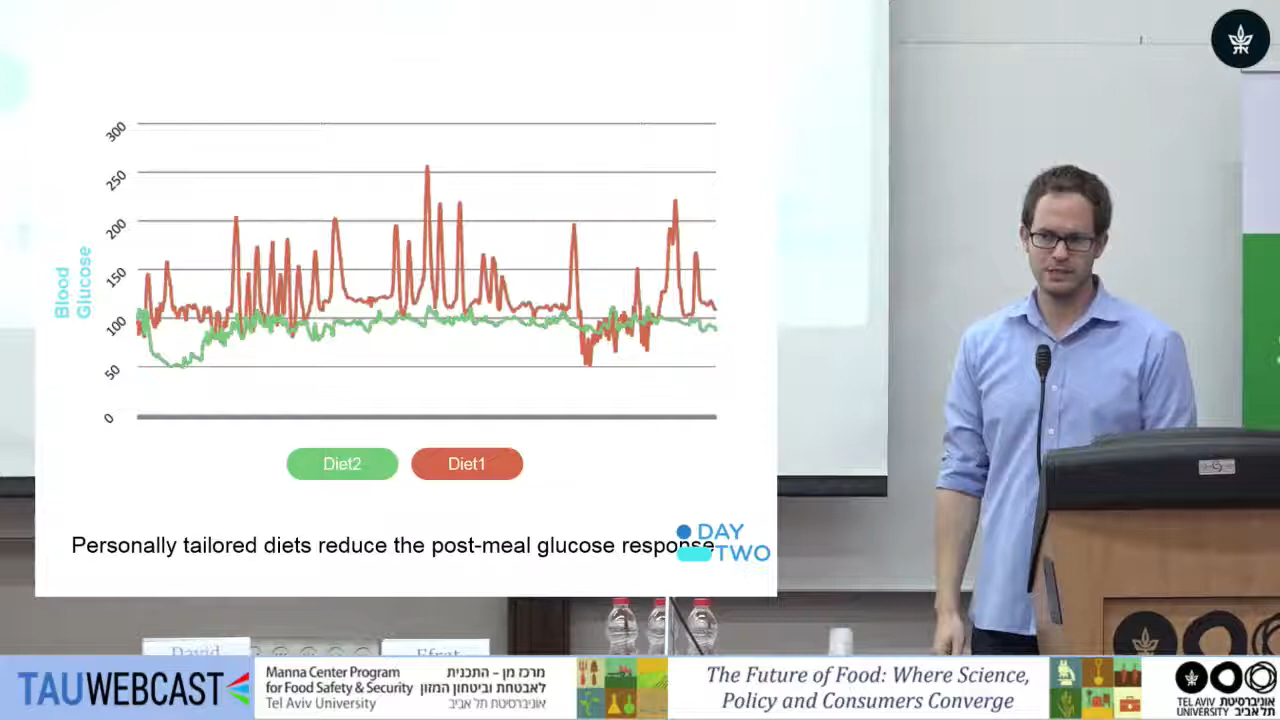 300
250
200
150
100
50
0
Blood
Glucose
Diet2
Diet1
Personally tailored diets reduce the post-meal glucose response
DAY
TWO
David
Efrat
TAUWEBCAST
Manna Center Program
for Food Safety & Security
Tel Aviv University
מרכז מן - התכנית
לאבטחת וביטחון המזון
אוניברסיטת תל אביב
The Future of Food: Where Science,
Policy and Consumers Converge
TEL AVIV אוניברסיטת
UNIVERSITY תל אביב